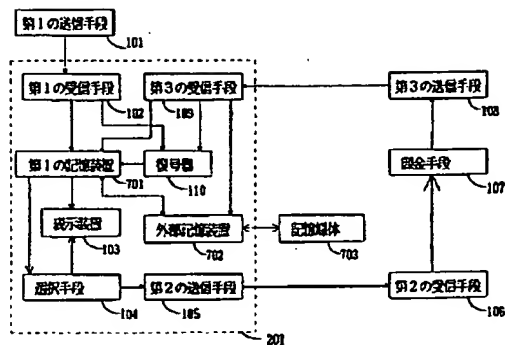 第1の送信手段
101
第1の受信手段
102
第3の受信手段
109
第3の送信手段
108
第1の記憶装置
701
復号器
110
課金手段
107
表示装置
103
外部記憶装置
702
記憶媒体
703
選択手段
104
第2の送信手段
105
第2の受信手段
106
201